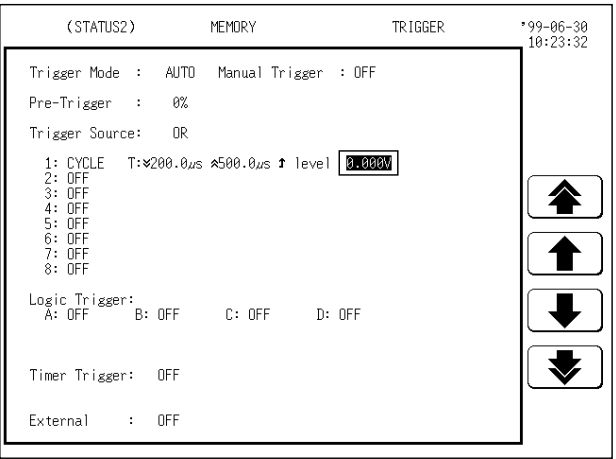 (STATUS2) MEMORY TRIGGER '99-06-30
10:23:32
Trigger Mode : AUTO Manual Trigger : OFF
Pre-Trigger : 0%
Trigger Source: OR
1: CYCLE T:¥200.0µs ⩓500.0µs ↥ level 0.000V
2: OFF
3: OFF
4: OFF
5: OFF
6: OFF
7: OFF
8: OFF
Logic Trigger:
A: OFF B: OFF C: OFF D: OFF
Timer Trigger: OFF
External : OFF